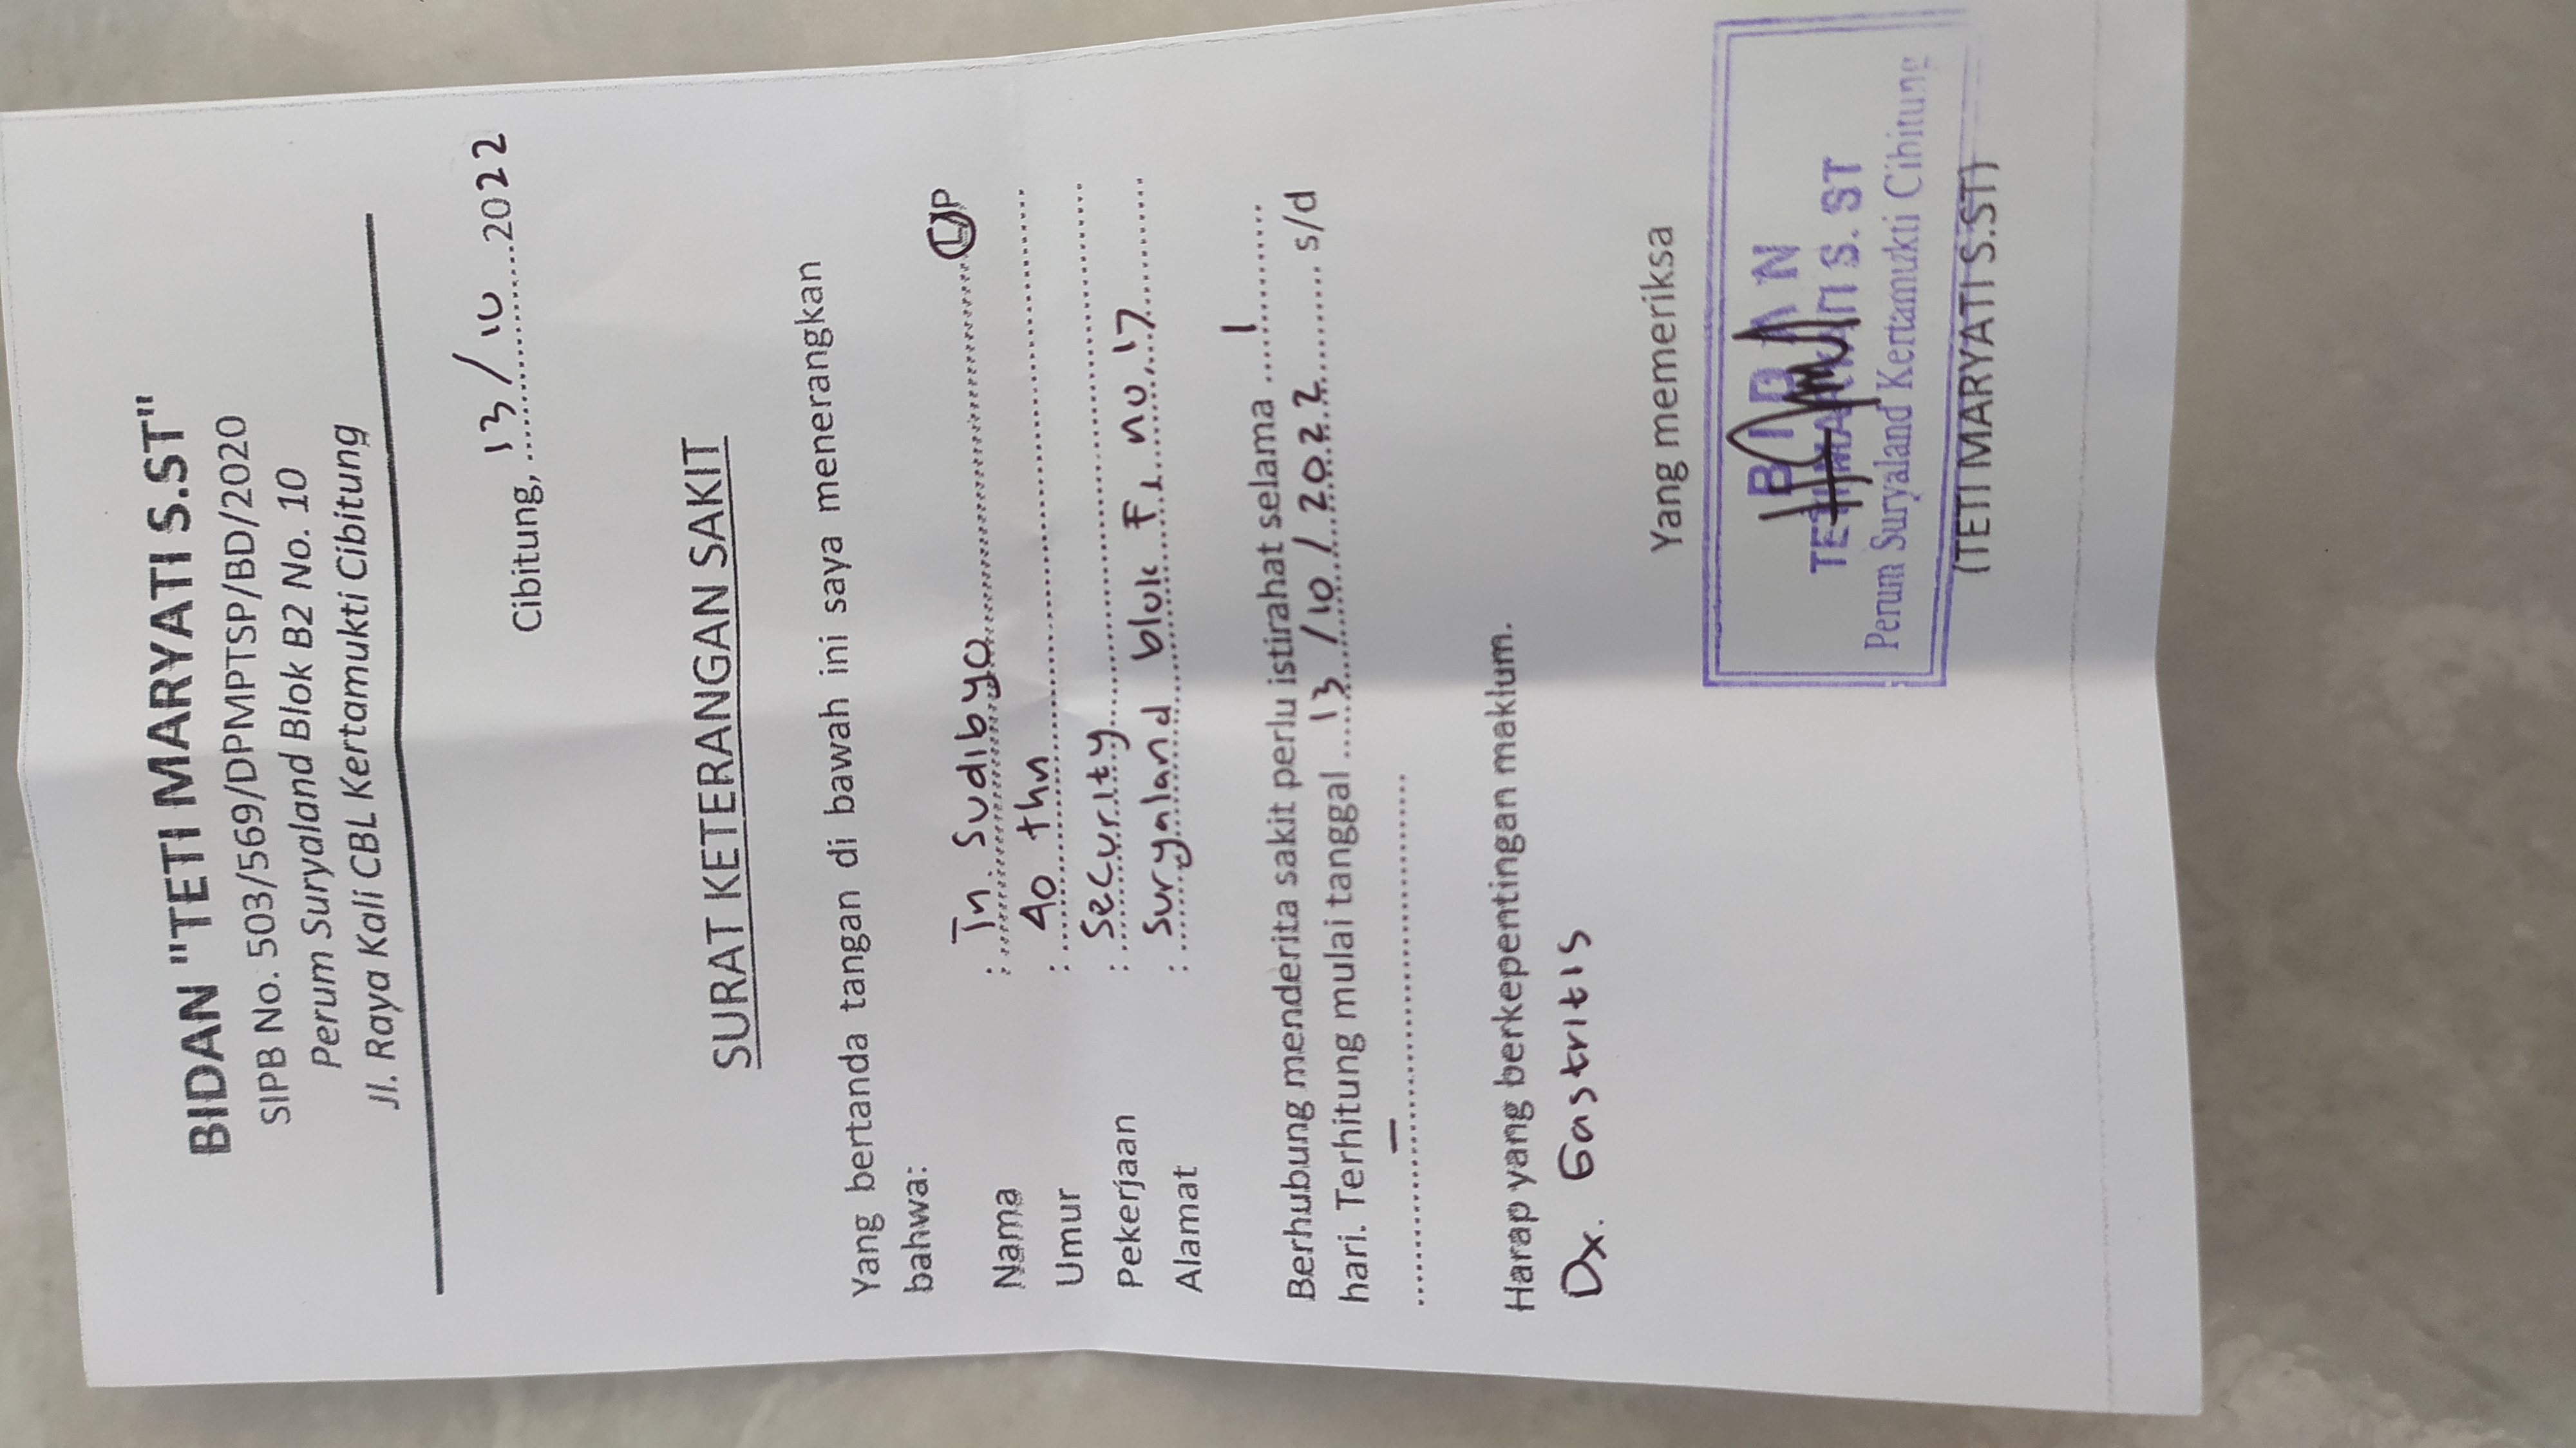 BIDAN "TETI MARYATI S.ST"
SIPB No. 503/569/DPMPTSP/BD/2020
Perum Suryaland Blok B2 No. 10
Jl. Raya Kali CBL Kertamukti Cibitung
Cibitung, 13/10 2022
SURAT KETERANGAN SAKIT
Yang bertanda tangan di bawah ini saya menerangkan
bahwa:
Nama : Tn. Sudibyo L/P
Umur : 40 thn
Pekerjaan : Security
Alamat : Suryaland blok F1 no. 17
Berhubung menderita sakit perlu istirahat selama 1
hari. Terhitung mulai tanggal 13/10/2022 s/d
–
Harap yang berkepentingan maklum.
Dx. Gastritis
Yang memeriksa
BIDAN
TETI MARYATI S. ST
Perum Suryaland Kertamukti Cibitung
(TETI MARYATI S.ST)